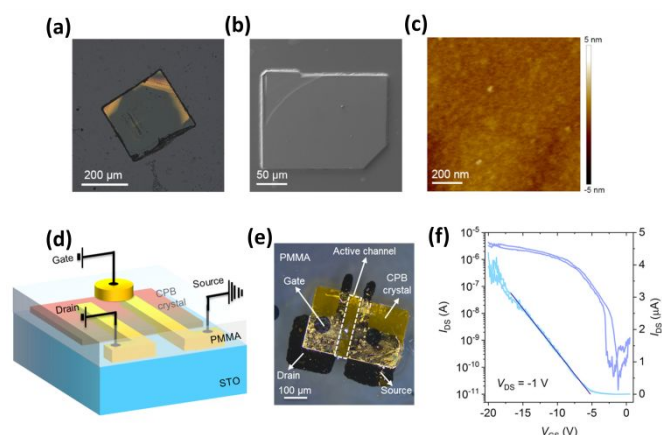 (a)
200 μm
(b)
50 μm
(c)
200 nm
5 nm
-5 nm
(d)
Gate
Drain
Source
CPB
crystal
PMMA
STO
(e)
Active channel
PMMA
Gate
CPB
crystal
Drain
Source
100 μm
(f)
10⁻⁵
10⁻⁶
10⁻⁷
10⁻⁸
10⁻⁹
10⁻¹⁰
10⁻¹¹
I_DS (A)
5
4
3
2
1
0
I_DS (μA)
V_DS = -1 V
-20 -15 -10 -5 0
(V)